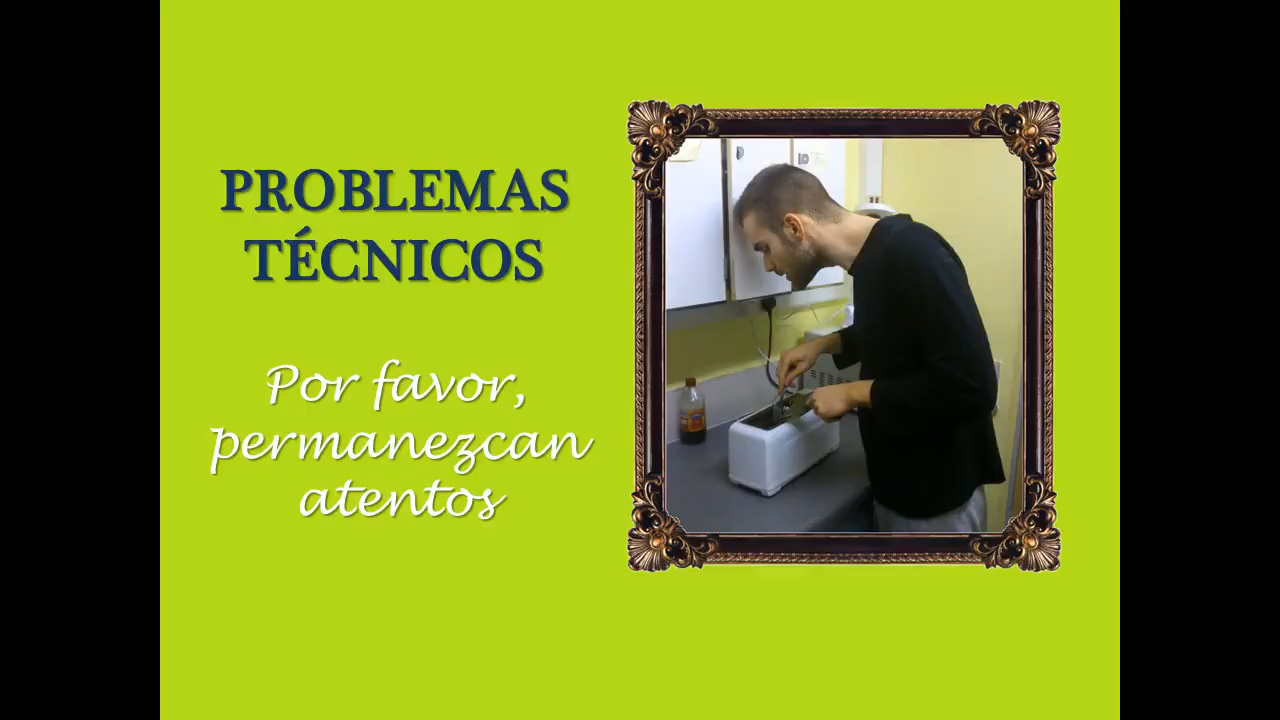 PROBLEMAS
TÉCNICOS
Por favor,
permanezcan
atentos